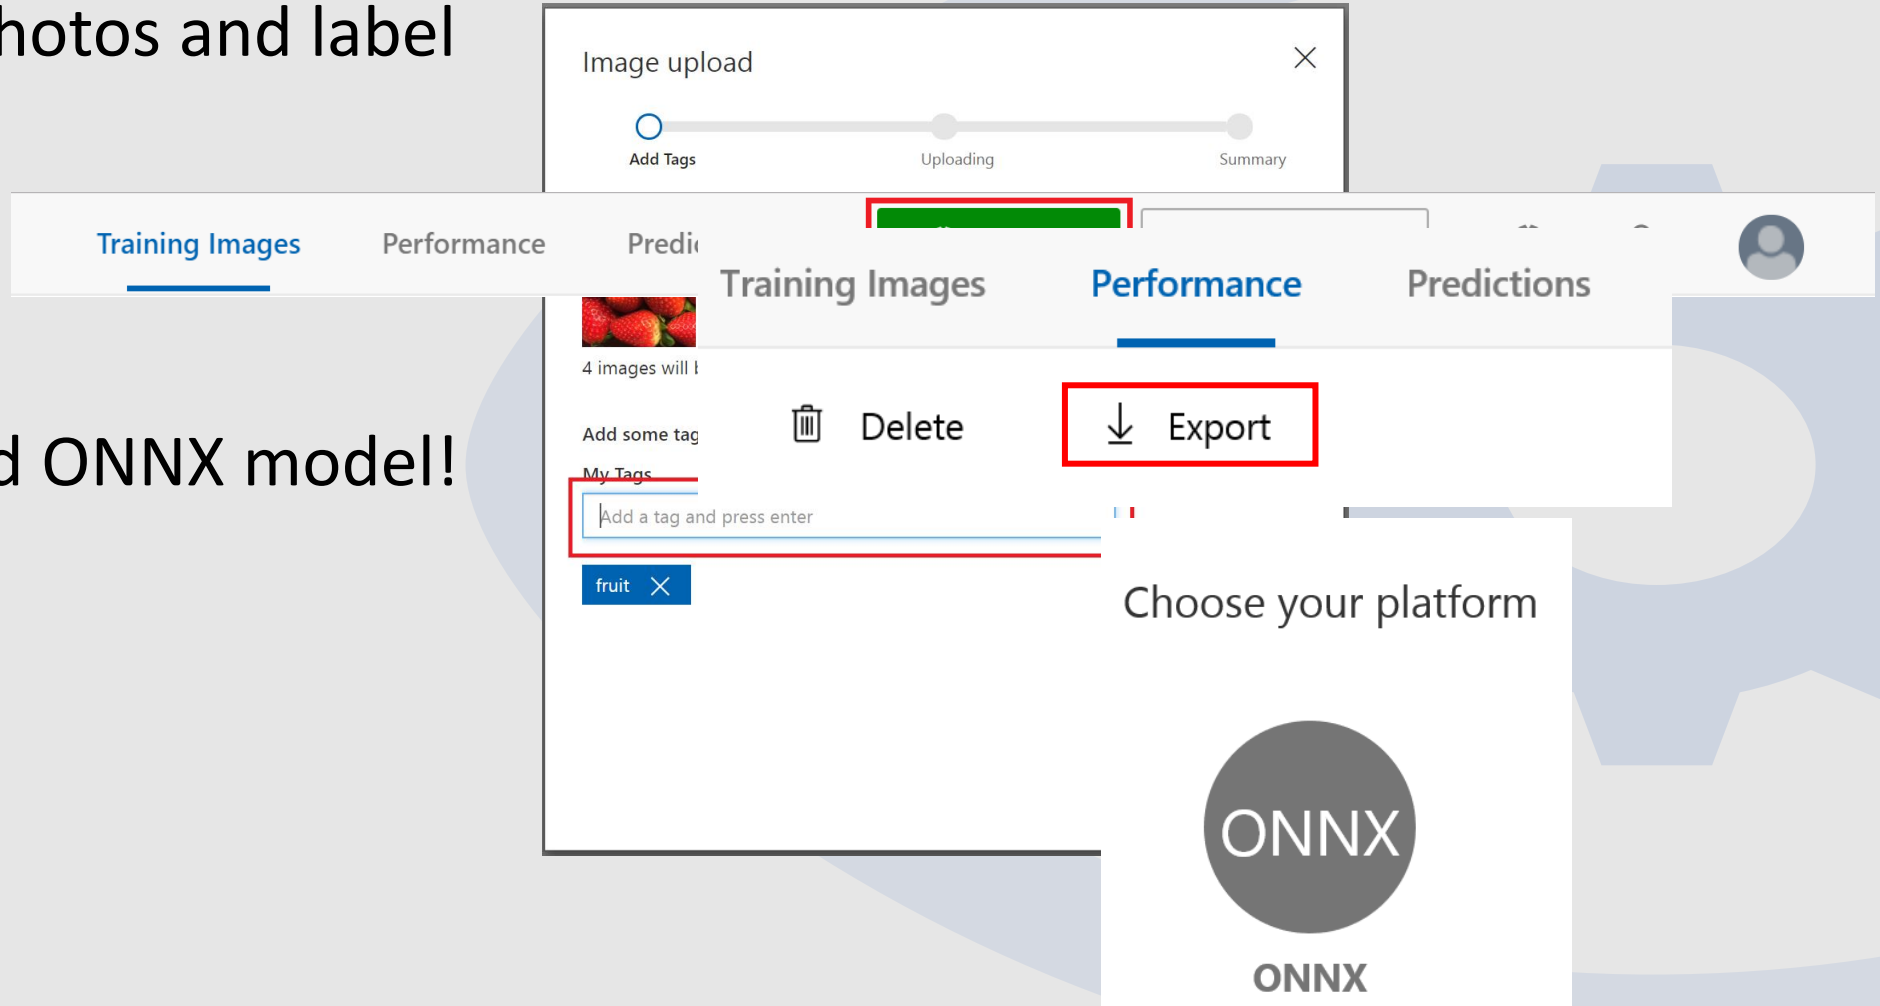 hotos and label
Image upload
Add Tags
Uploading
Summary
Training Images
Performance
Training Images
Performance
Predictions
4 images will
Delete
Export
Add some tag
d ONNX model!
My Tags
Add a tag and press enter
fruit
Choose your platform
ONNX
ONNX